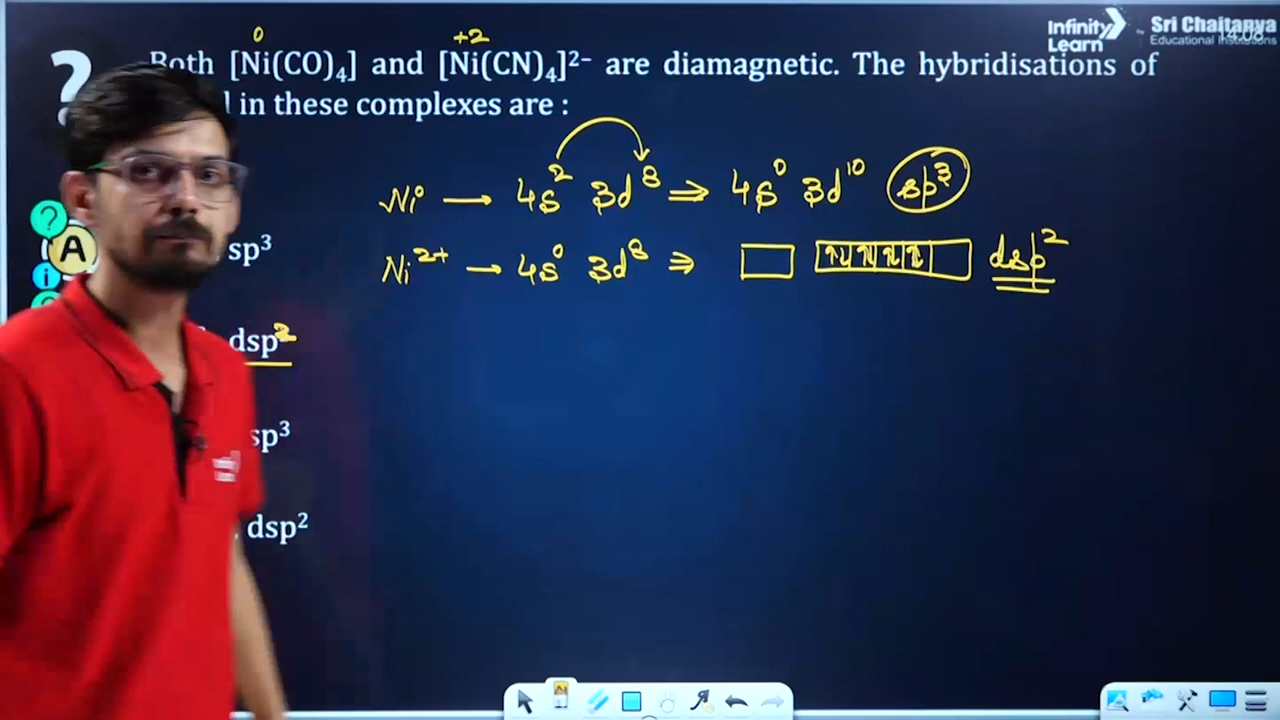 Infinity Learn by Sri Chaitanya Educational Institutions
?
0 +2
Both [Ni(CO)₄] and [Ni(CN)₄]²⁻ are diamagnetic. The hybridisations of
in these complexes are :
Ni⁰ → 4s² 3d⁸ ⇒ 4s⁰ 3d¹⁰ sp³
? A sp³
Ni²⁺ → 4s⁰ 3d⁸ ⇒ ↑↓ ↑↓ ↑↓ ↑↓ dsp²
i
dsp²
sp³
, dsp²